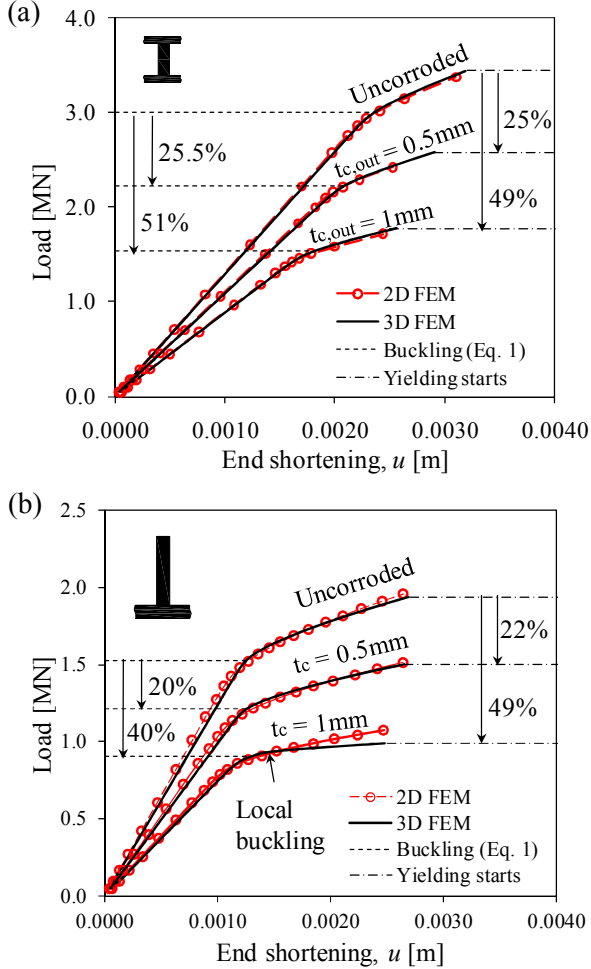 (a)
4.0
3.0
2.0
1.0
0.0
Load [MN]
Uncorroded
t_c,out = 0.5mm
t_c,out = 1mm
25.5%
51%
25%
49%
2D FEM
3D FEM
Buckling (Eq. 1)
Yielding starts
0.0000 0.0010 0.0020 0.0030 0.0040
End shortening, u [m]
(b)
2.5
2.0
1.5
1.0
0.5
0.0
Load [MN]
Uncorroded
t_c = 0.5mm
t_c = 1mm
20%
40%
22%
49%
Local
buckling
2D FEM
3D FEM
Buckling (Eq. 1)
Yielding starts
0.0000 0.0010 0.0020 0.0030 0.0040
End shortening, u [m]